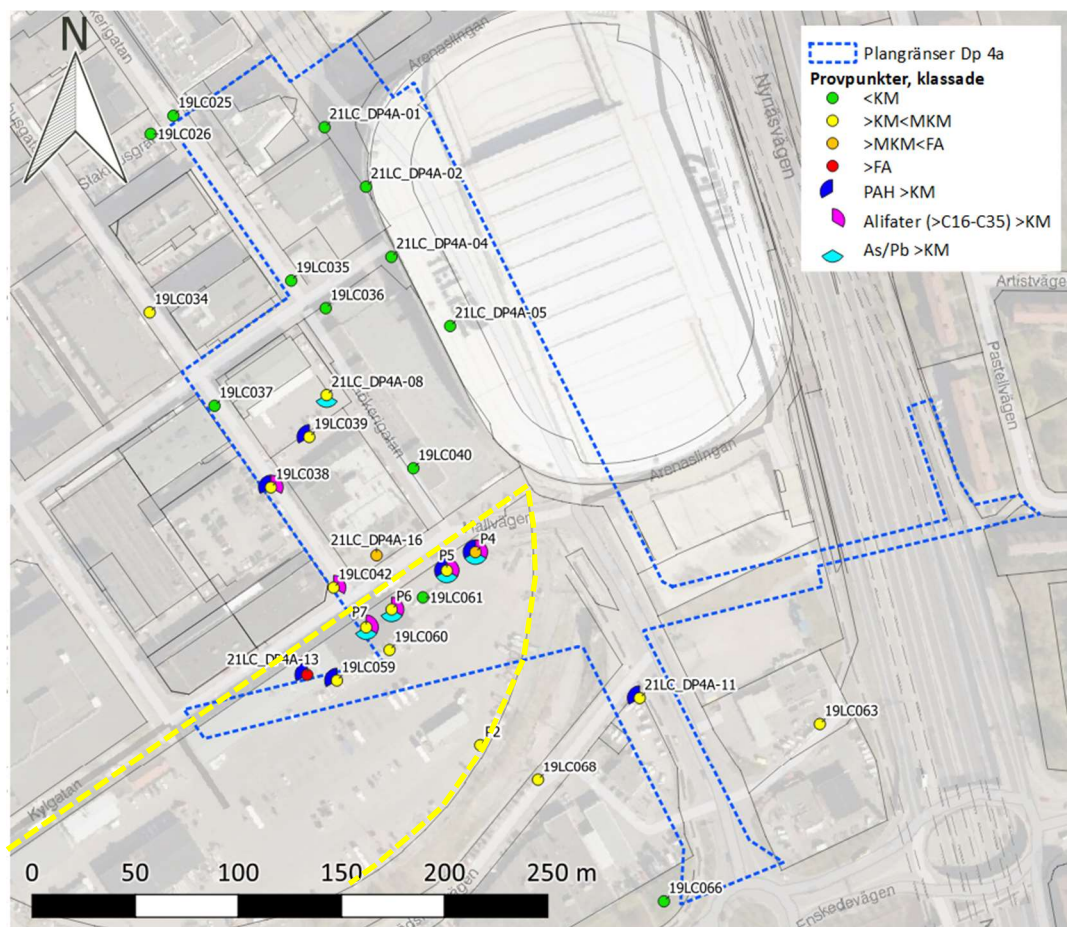 N
Arenaslingan
Nynäsvägen
Plangränser Dp 4a
Provpunkter, klassade
<KM
>KM<MKM
>MKM<FA
>FA
PAH >KM
Alifater (>C16-C35) >KM
As/Pb >KM
19LC025
19LC026
21LC_DP4A-01
21LC_DP4A-02
21LC_DP4A-04
19LC035
19LC036
19LC034
21LC_DP4A-05
Artistvägen
Pastellvägen
21LC_DP4A-08
19LC037
19LC039
19LC040
19LC038
Arenaslingan
21LC_DP4A-16
P4
P5
19LC042
19LC061
P6
P7
19LC060
21LC_DP4A-13
19LC059
21LC_DP4A-11
19LC063
P2
19LC068
Kylgatan
19LC066
Enskedevägen
0 50 100 150 200 250 m